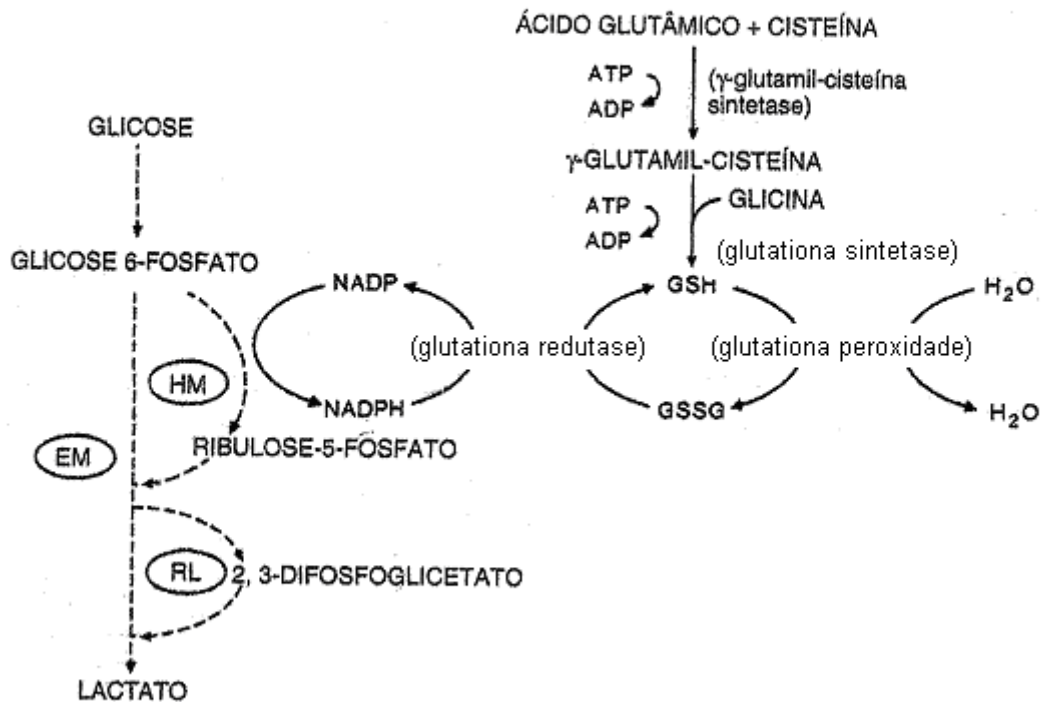 ÁCIDO GLUTÂMICO + CISTEÍNA
ATP
ADP
(γ-glutamil-cisteína
sintetase)
GLICOSE
γ-GLUTAMIL-CISTEÍNA
ATP
ADP
GLICINA
(glutationa sintetase)
GLICOSE 6-FOSFATO
NADP
GSH
H₂O
(glutationa redutase)
(glutationa peroxidade)
HM
NADPH
GSSG
H₂O
RIBULOSE-5-FOSFATO
EM
RL
2, 3-DIFOSFOGLICETATO
LACTATO